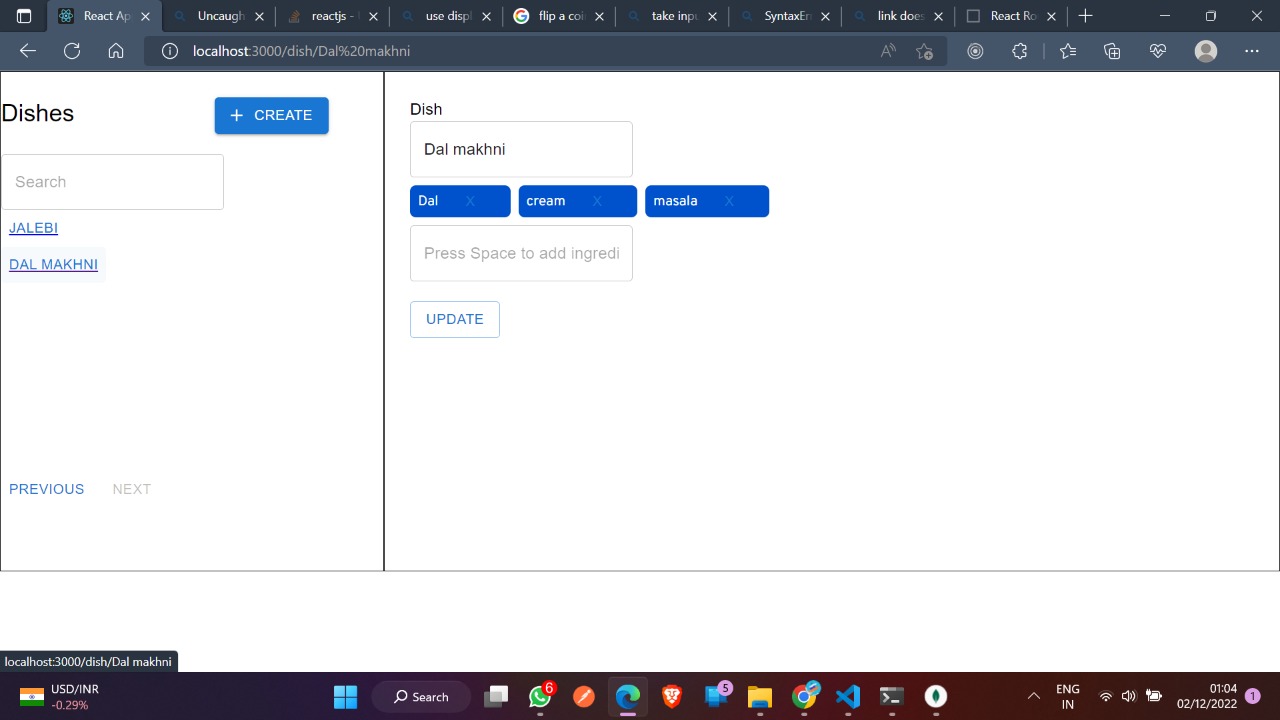 React Ap
Uncaugh
reactjs -
use displ
flip a coi
take inpu
SyntaxErr
link does
React Ro
localhost:3000/dish/Dal%20makhni
Dishes
+ CREATE
Search
JALEBI
DAL MAKHNI
PREVIOUS NEXT
Dish
Dal makhni
Dal X cream X masala X
Press Space to add ingredi
UPDATE
localhost:3000/dish/Dal makhni
USD/INR
-0.29%
Search
6
5
ENG
IN
01:04
02/12/2022
1